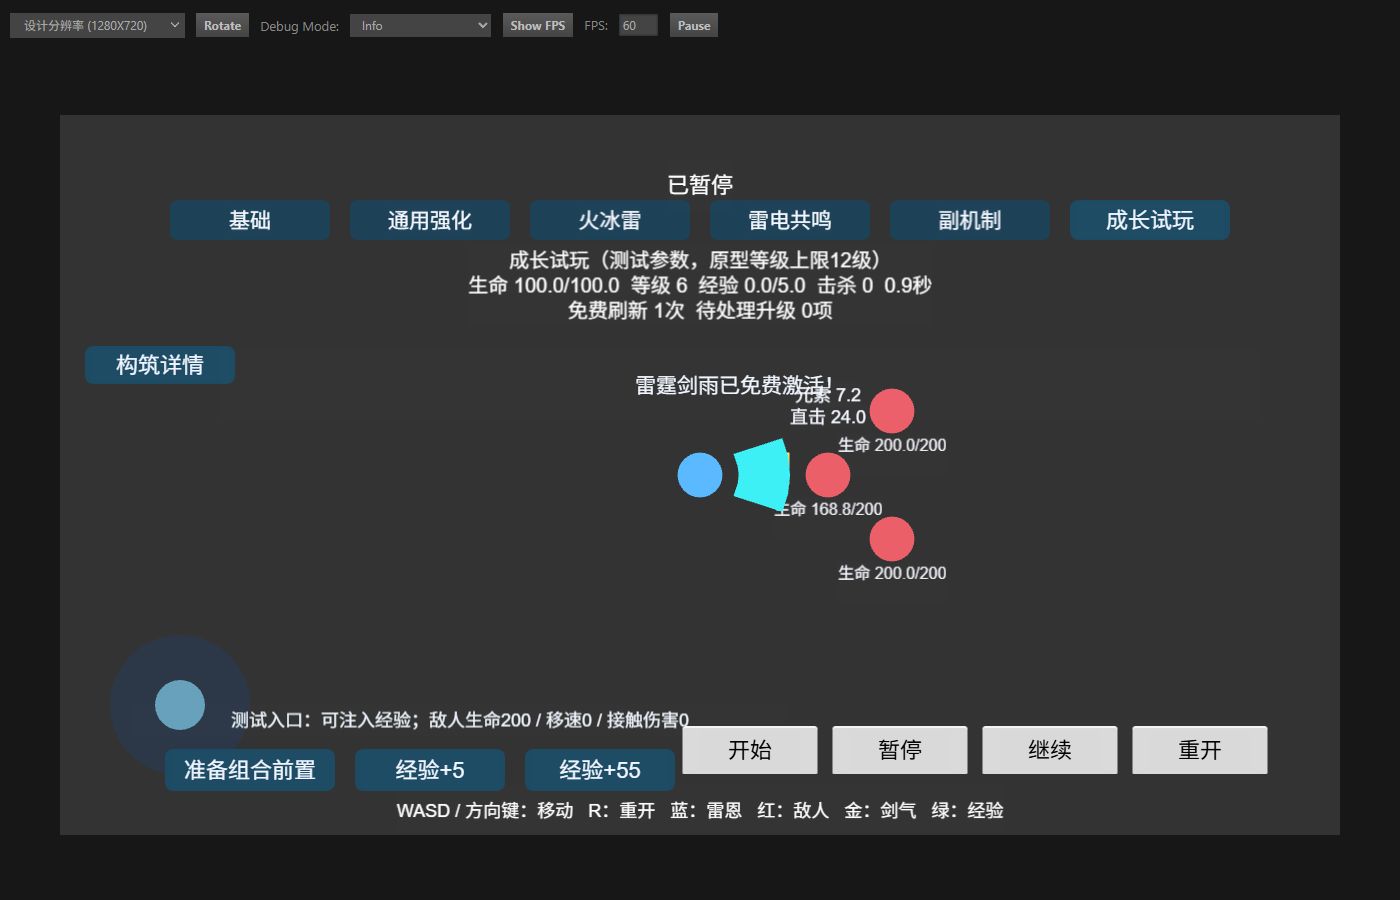 设计分辨率 (1280X720) Rotate Debug Mode: Info Show FPS FPS: 60 Pause
已暂停
基础 通用强化 火冰雷 雷电共鸣 副机制 成长试玩
成长试玩（测试参数，原型等级上限12级）
生命 100.0/100.0 等级 6 经验 0.0/5.0 击杀 0 0.9秒
免费刷新 1次 待处理升级 0项
构筑详情
雷霆剑雨已免费激活!
元素 7.2
直击 24.0
生命 200.0/200
生命 168.8/200
生命 200.0/200
测试入口：可注入经验；敌人生命200 / 移速0 / 接触伤害0
准备组合前置 经验+5 经验+55 开始 暂停 继续 重开
WASD / 方向键：移动 R：重开 蓝：雷恩 红：敌人 金：剑气 绿：经验